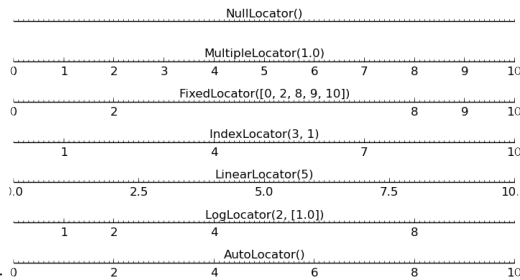 NullLocator()
MultipleLocator(1.0)
0 1 2 3 4 5 6 7 8 9 10
FixedLocator([0, 2, 8, 9, 10])
0 2 8 9 10
IndexLocator(3, 1)
1 4 7 10
LinearLocator(5)
0.0 2.5 5.0 7.5 10.
LogLocator(2, [1.0])
1 2 4 8
AutoLocator()
0 2 4 6 8 10